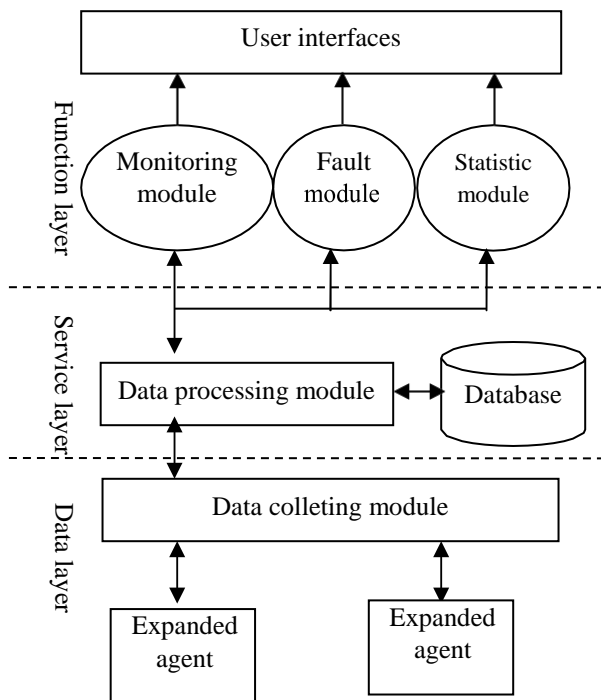 User interfaces
Function layer
Monitoring
module
Fault
module
Statistic
module
Service layer
Data processing module
Database
Data layer
Data colleting module
Expanded
agent
Expanded
agent